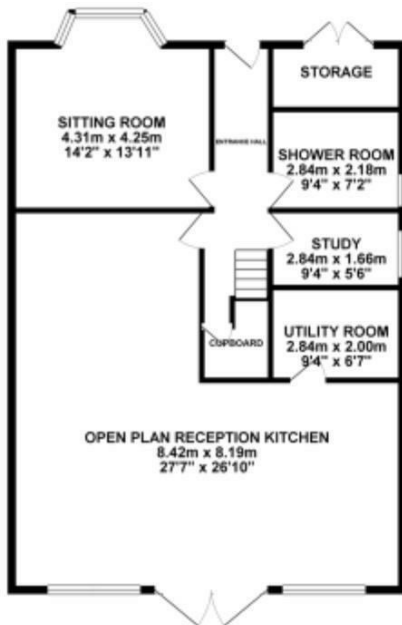 STORAGE
SITTING ROOM
4.31m x 4.25m
14'2" x 13'11"
ENTRANCE HALL
SHOWER ROOM
2.84m x 2.18m
9'4" x 7'2"
STUDY
2.84m x 1.66m
9'4" x 5'6"
UTILITY ROOM
2.84m x 2.00m
9'4" x 6'7"
CUPBOARD
OPEN PLAN RECEPTION KITCHEN
8.42m x 8.19m
27'7" x 26'10"